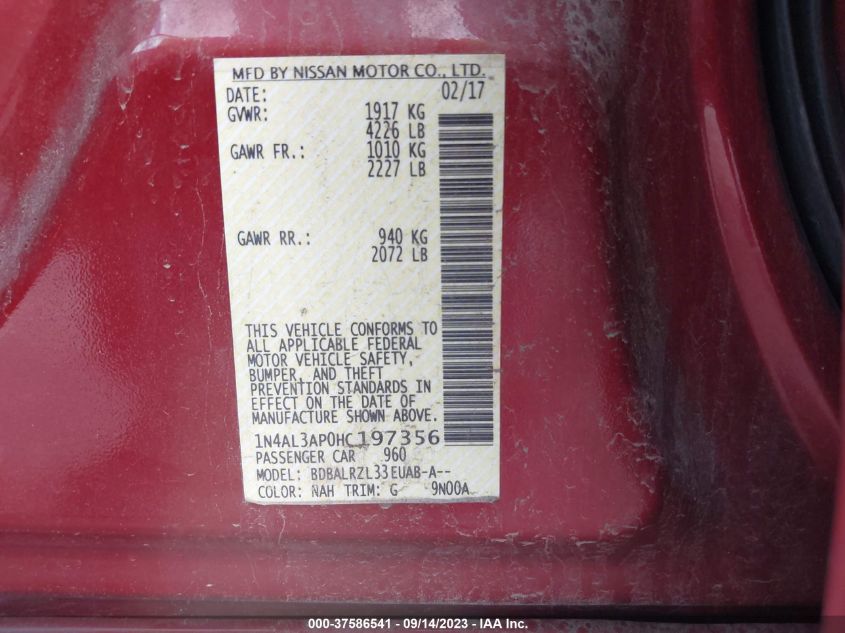 MFD BY NISSAN MOTOR CO., LTD.
DATE: 02/17
GVWR: 1917 KG
4226 LB
GAWR FR.: 1010 KG
2227 LB
GAWR RR.: 940 KG
2072 LB
THIS VEHICLE CONFORMS TO
ALL APPLICABLE FEDERAL
MOTOR VEHICLE SAFETY,
BUMPER, AND THEFT
PREVENTION STANDARDS IN
EFFECT ON THE DATE OF
MANUFACTURE SHOWN ABOVE.
1N4AL3AP0HC197356
PASSENGER CAR 960
MODEL: BDBALRZL33EUAB-A--
COLOR: NAH TRIM: G 9N00A
000-37586541 - 09/14/2023 - IAA Inc.